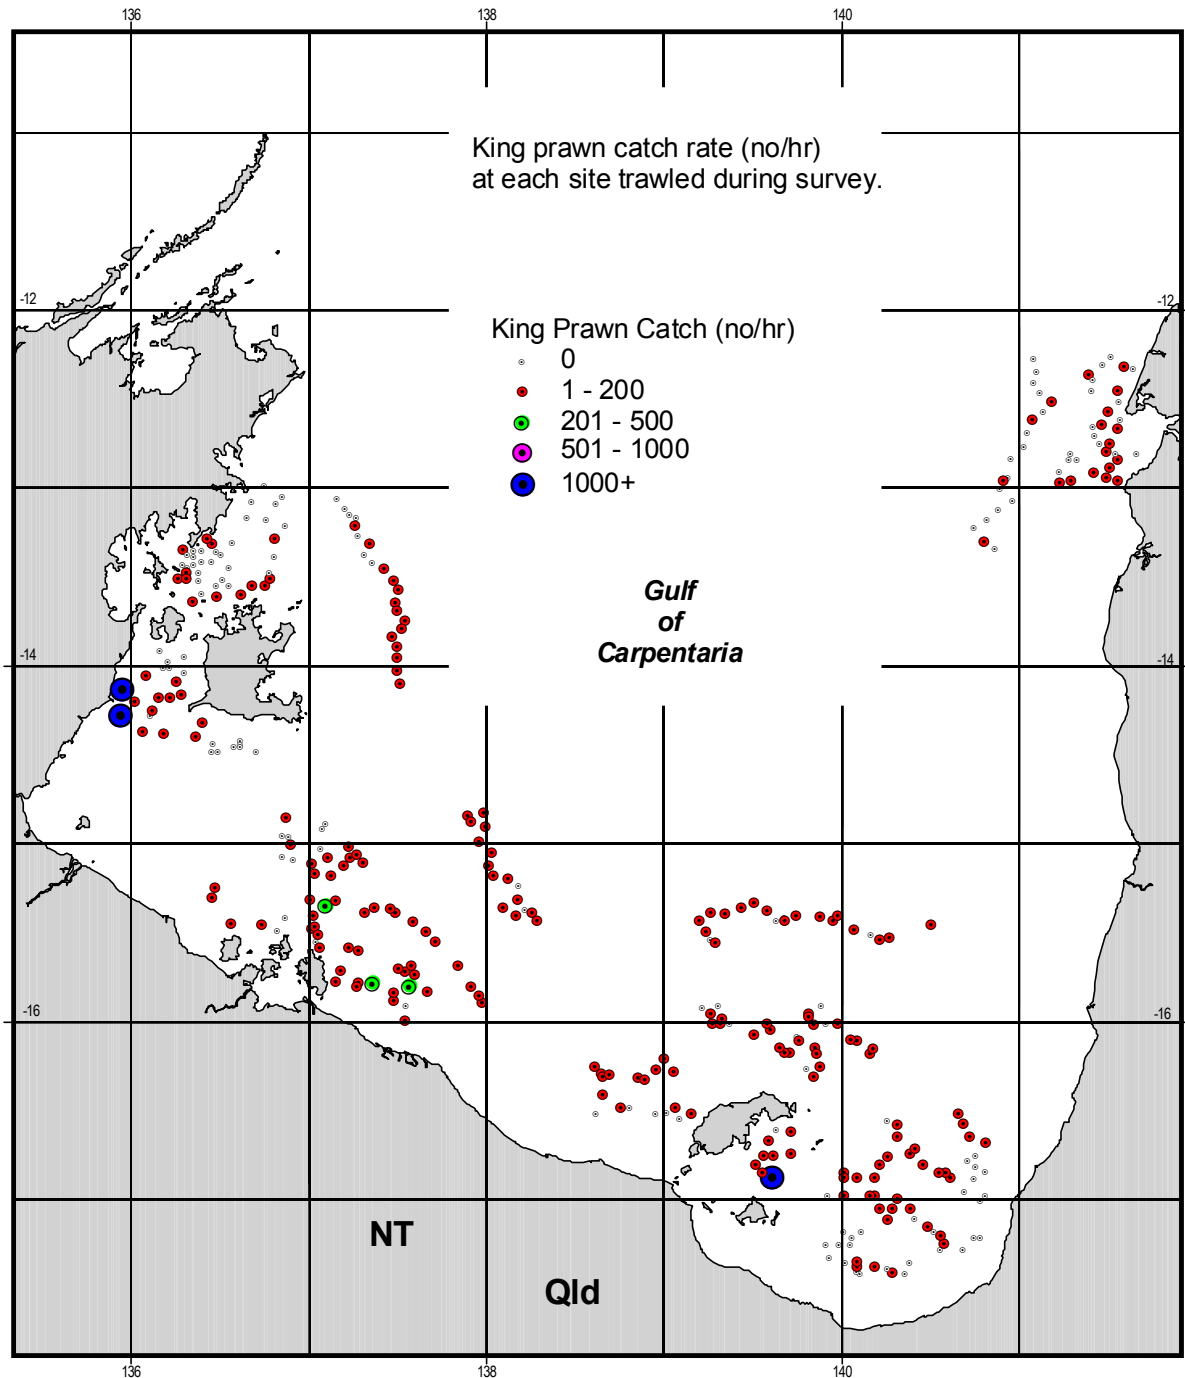 136
138
140
King prawn catch rate (no/hr)
at each site trawled during survey.
-12
-12
King Prawn Catch (no/hr)
0
1 - 200
201 - 500
501 - 1000
1000+
Gulf
of
Carpentaria
-14
-14
-16
-16
NT
Qld
136
138
140